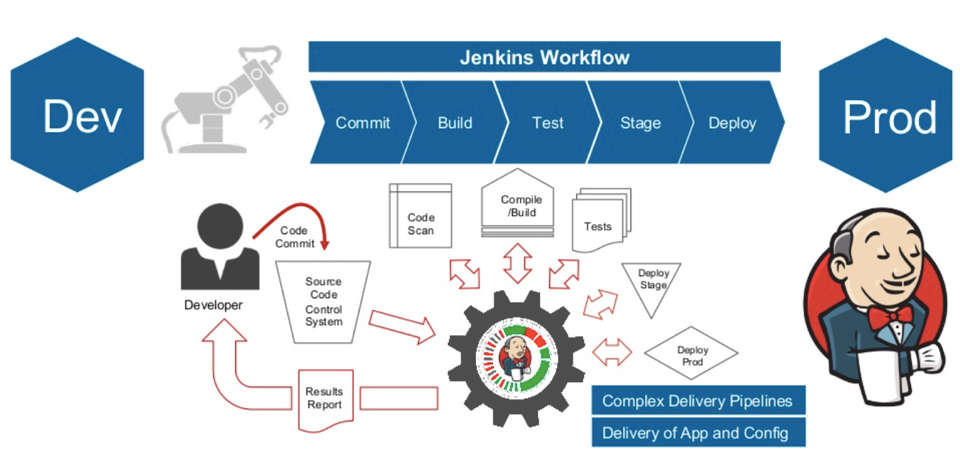 Jenkins Workflow
Dev
Prod
Commit
Build
Test
Stage
Deploy
Code
Scan
Compile
/Build
Tests
Code
Commit
Developer
Source
Code
Control
System
Deploy
Stage
Deploy
Prod
Results
Report
Complex Delivery Pipelines
Delivery of App and Config